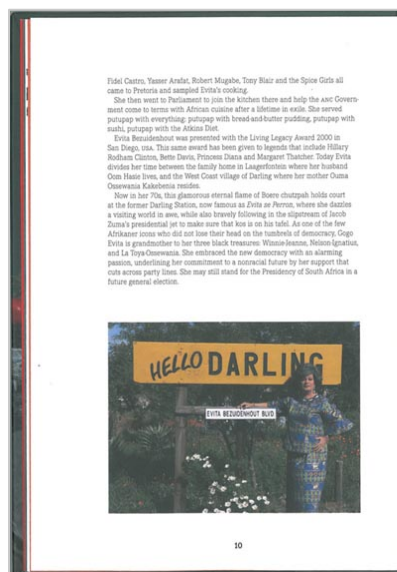 Fidel Castro, Yasser Arafat, Robert Mugabe, Tony Blair and the Spice Girls all
came to Pretoria and sampled Evita's cooking.
She then went to Parliament to join the kitchen there and help the ANC Govern-
ment come to terms with African cuisine after a lifetime in exile. She served
putupap with everything: putupap with bread-and-butter pudding, putupap with
sushi, putupap with the Atkins Diet.
Evita Bezuidenhout was presented with the Living Legacy Award 2000 in
San Diego, USA. This same award has been given to legends that include Hillary
Rodham Clinton, Bette Davis, Princess Diana and Margaret Thatcher. Today Evita
divides her time between the family home in Laagerfontein where her husband
Oom Hasie lives, and the West Coast village of Darling where her mother Ouma
Ossewania Kakebenia resides.
Now in her 70s, this glamorous eternal flame of Boere chutzpah holds court
at the former Darling Station, now famous as Evita se Perron, where she dazzles
a visiting world in awe, while also bravely following in the slipstream of Jacob
Zuma's presidential jet to make sure that kos is on his tafel. As one of the few
Afrikaner icons who did not lose their head on the tumbrels of democracy, Gogo
Evita is grandmother to her three black treasures: Winnie-Jeanne, Nelson-Ignatius,
and La Toya-Ossewania. She embraced the new democracy with an alarming
passion, underlining her commitment to a nonracial future by her support that
cuts across party lines. She may still stand for the Presidency of South Africa in a
future general election.
HELLO DARLING
EVITA BEZUIDENHOUT BLVD
10